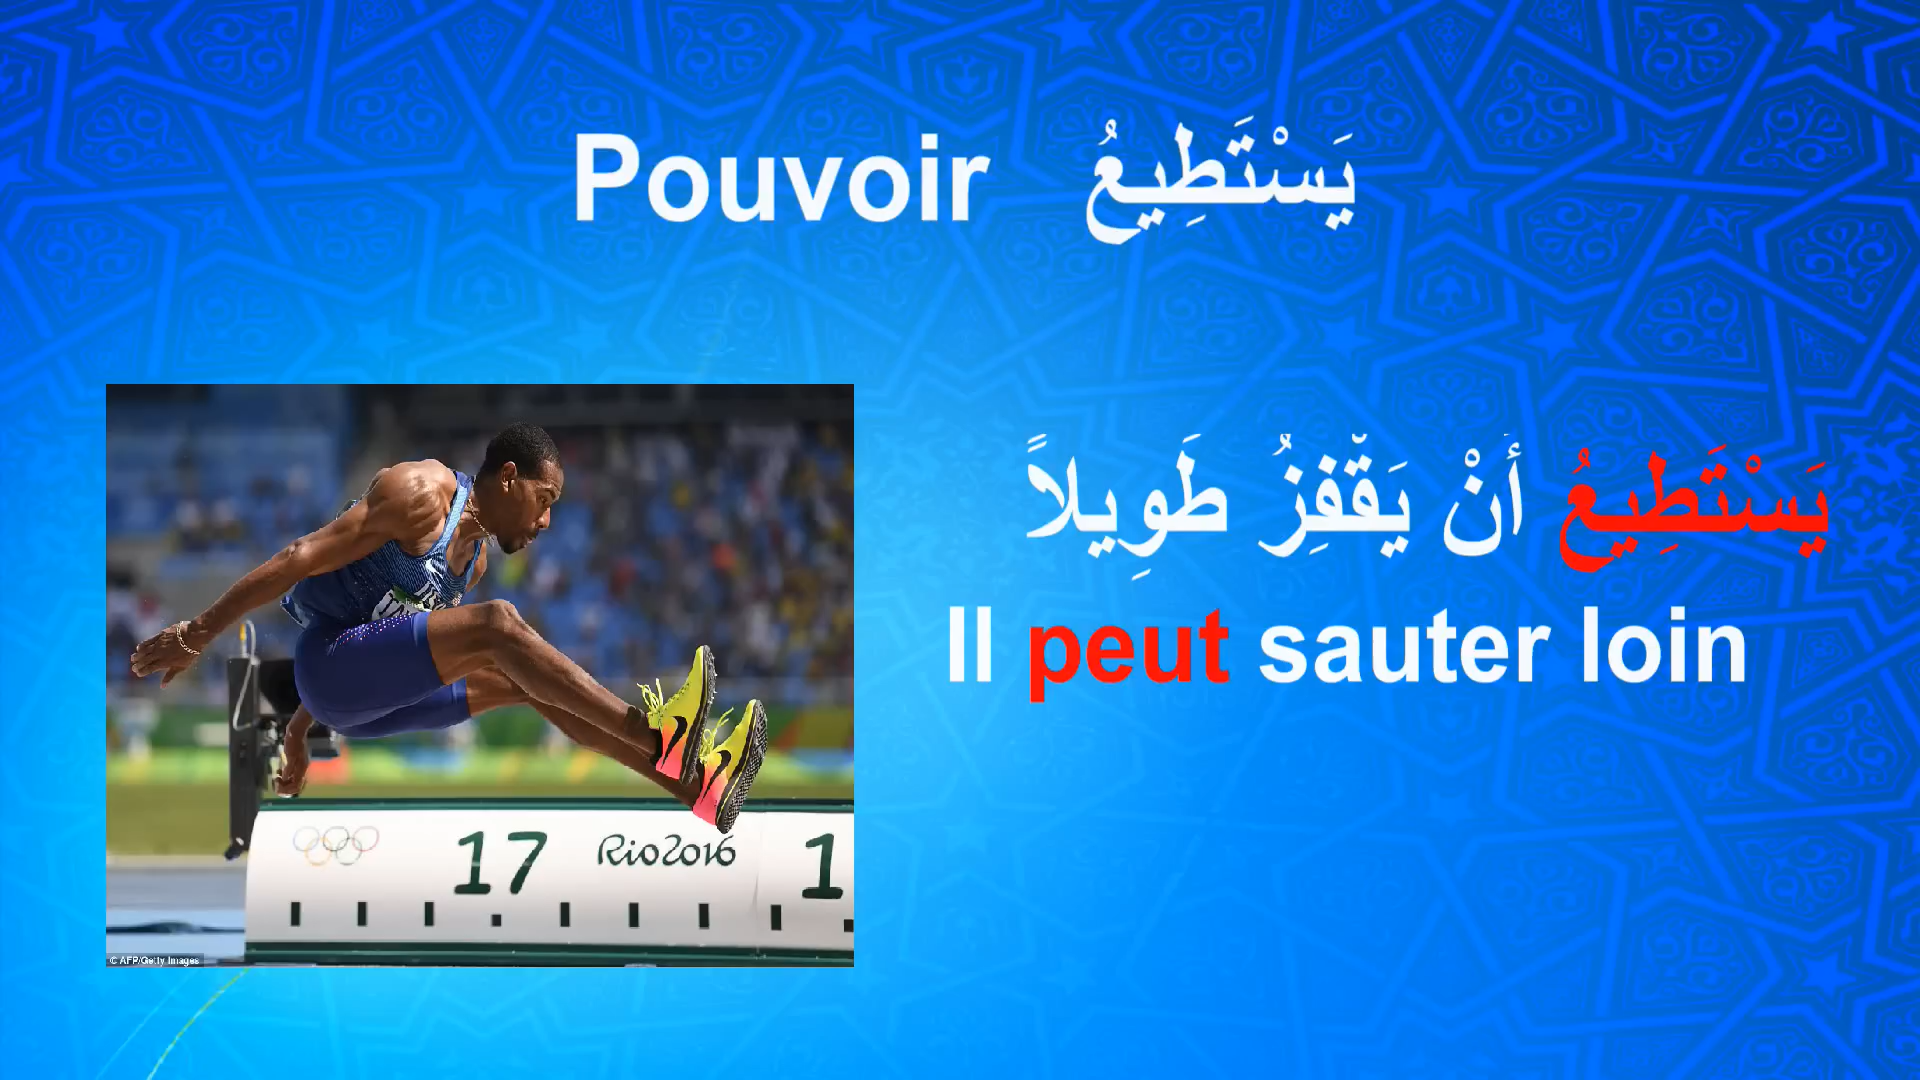 Pouvoir يَسْتَطِيعُ
يَسْتَطِيعُ أَنْ يَقْفِزُ طَوِيلاً
Il peut sauter loin
17 Rio2016 1
© AFP/Getty Images